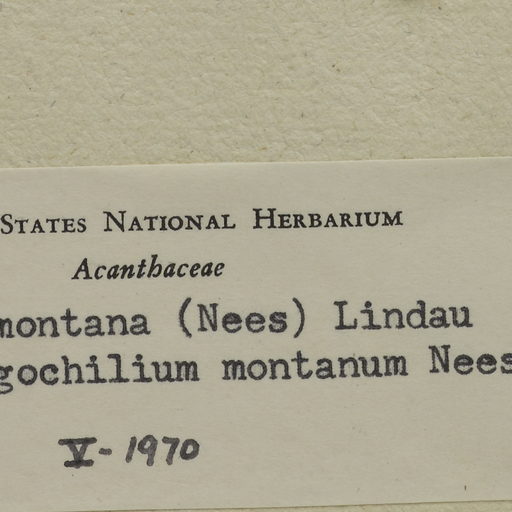 States National Herbarium
Acanthaceae
montana (Nees) Lindau
gochilium montanum Nees
V-1970